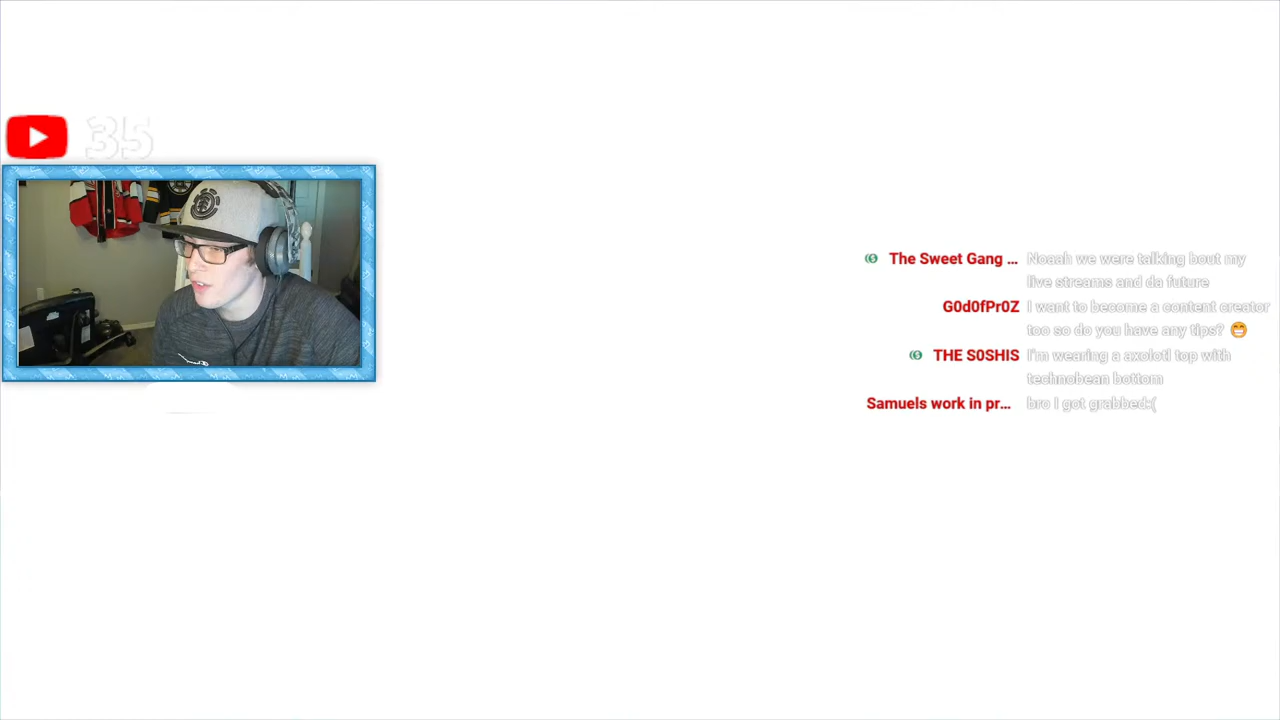 35
The Sweet Gang ... Noaah we were talking bout my
live streams and da future
G0d0fPr0Z I want to become a content creator
too so do you have any tips? 😁
THE S0SHIS I'm wearing a axolotl top with
technobean bottom
Samuels work in pr... bro I got grabbed:(